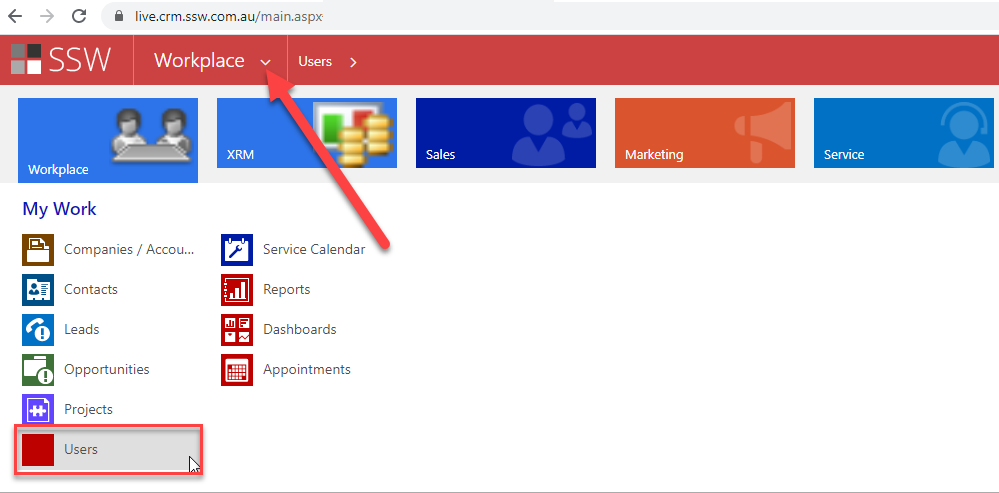 live.crm.ssw.com.au/main.aspx
SSW
Workplace
Users
Workplace
XRM
Sales
Marketing
Service
My Work
Companies / Accou...
Service Calendar
Contacts
Reports
Leads
Dashboards
Opportunities
Appointments
Projects
Users